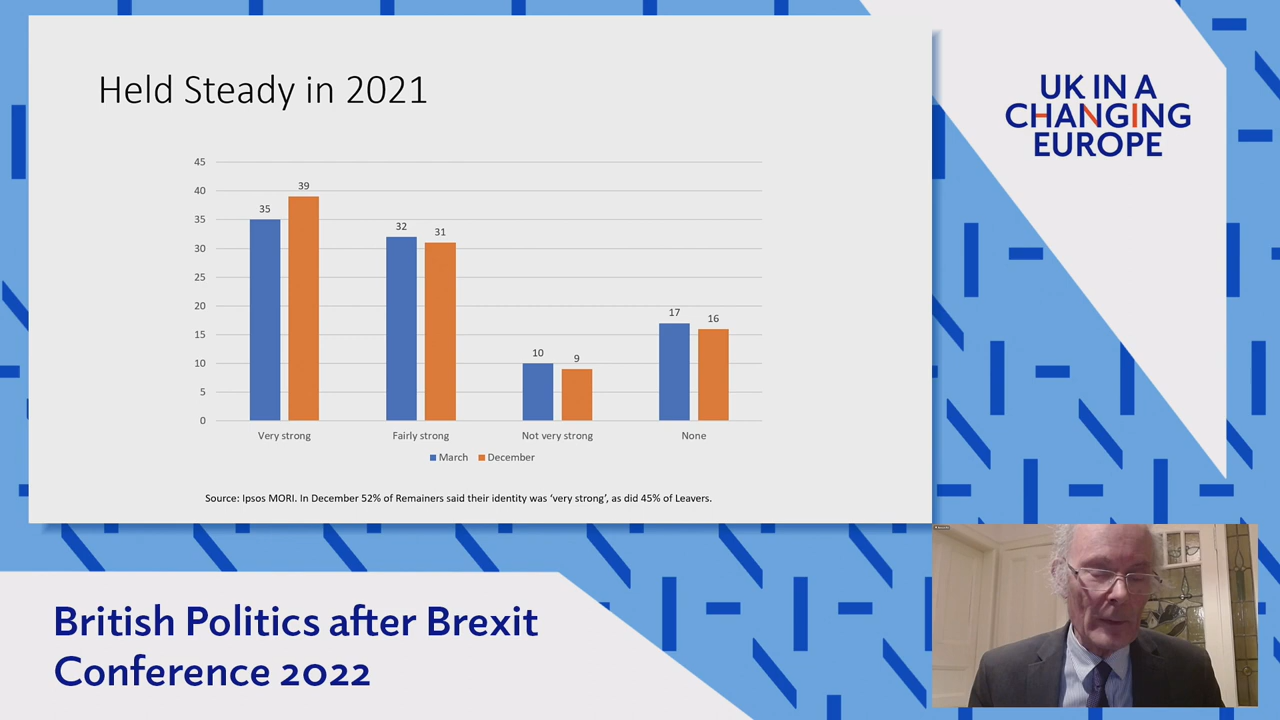 Held Steady in 2021
45
40
35
30
25
20
15
10
5
0
35
39
32
31
10
9
17
16
Very strong
Fairly strong
Not very strong
None
March
December
Source: Ipsos MORI. In December 52% of Remainers said their identity was ‘very strong’, as did 45% of Leavers.
UK IN A
CHANGING
EUROPE
British Politics after Brexit
Conference 2022